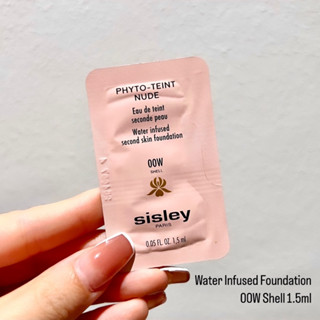 PHYTO-TEINT
NUDE
Eau de teint
seconde peau
Water infused
second skin foundation
00W
SHELL
sisley
PARIS
0.05 FL. OZ. 1,5 ml
Water Infused Foundation
00W Shell 1.5ml